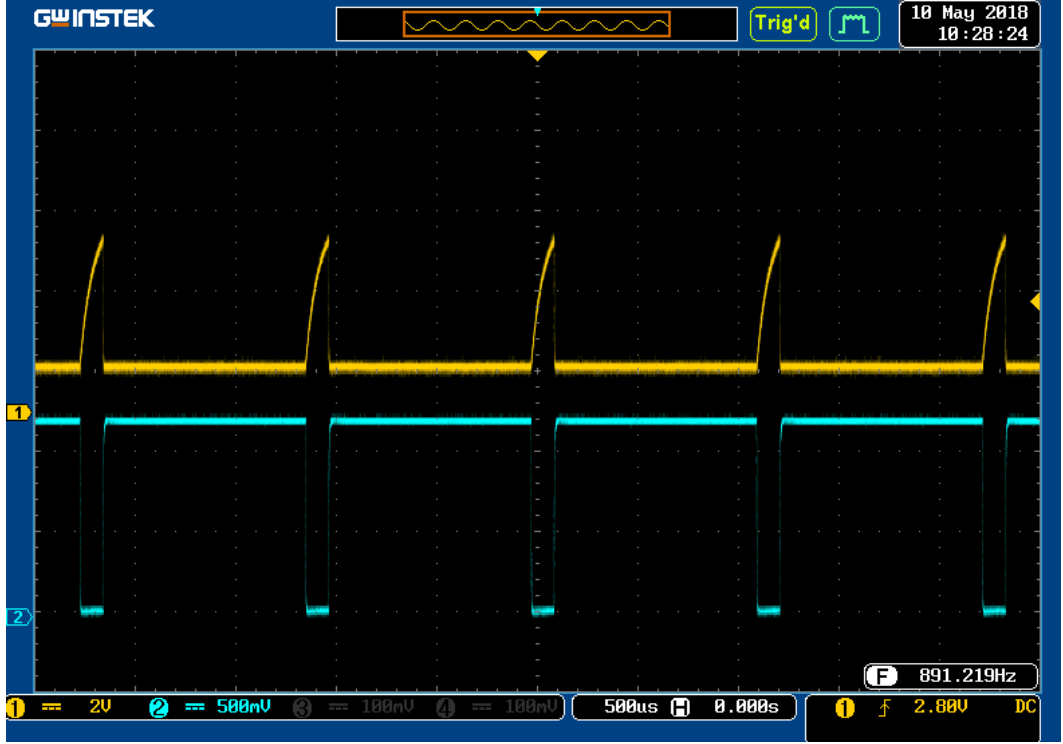 GWINSTEK
Trig'd
10 May 2018
10:28:24
1
2
F 891.219Hz
1 2V 2 500mV 3 100mV 4 100mV 500us H 0.000s 1 2.80V DC